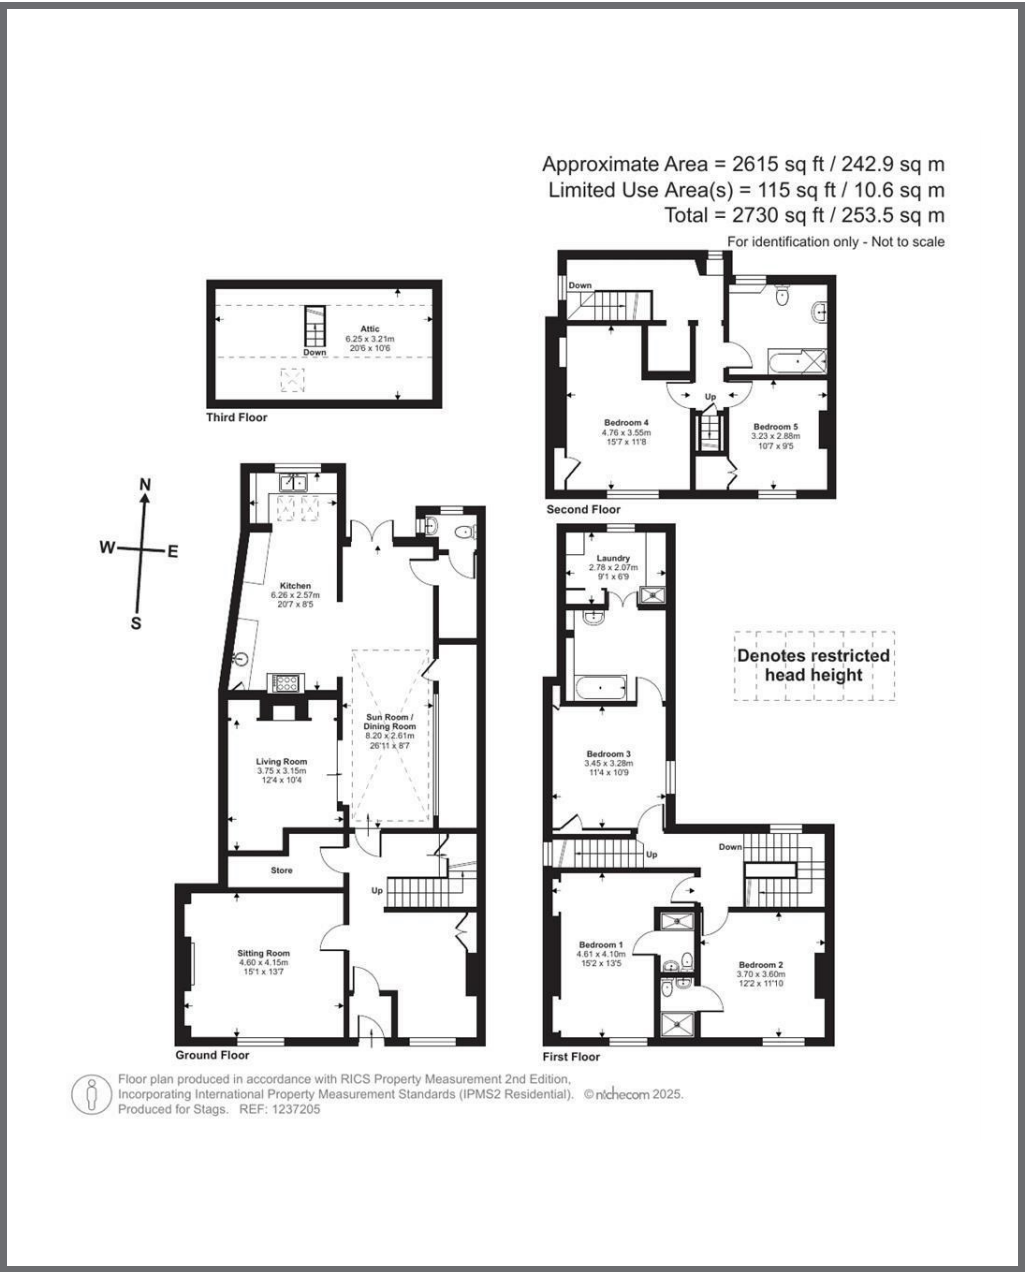 Approximate Area = 2615 sq ft / 242.9 sq m
Limited Use Area(s) = 115 sq ft / 10.6 sq m
Total = 2730 sq ft / 253.5 sq m
For identification only - Not to scale
Down
Attic
6.25 x 3.21m
20'6 x 10'6
Down
Third Floor
Bedroom 4
4.76 x 3.55m
15'7 x 11'8
Up
Bedroom 5
3.23 x 2.88m
10'7 x 9'5
Second Floor
N
W
E
S
Kitchen
6.26 x 2.57m
20'7 x 8'5
Sun Room /
Dining Room
8.20 x 2.61m
26'11 x 8'7
Living Room
3.75 x 3.15m
12'4 x 10'4
Store
Up
Sitting Room
4.60 x 4.15m
15'1 x 13'7
Ground Floor
Laundry
2.78 x 2.07m
9'1 x 6'9
Denotes restricted
head height
Bedroom 3
3.45 x 3.28m
11'4 x 10'9
Up
Down
Bedroom 1
4.61 x 4.10m
15'2 x 13'5
Bedroom 2
3.70 x 3.60m
12'2 x 11'10
First Floor
Floor plan produced in accordance with RICS Property Measurement 2nd Edition,
Incorporating International Property Measurement Standards (IPMS2 Residential). © nichecom 2025.
Produced for Stags. REF: 1237205